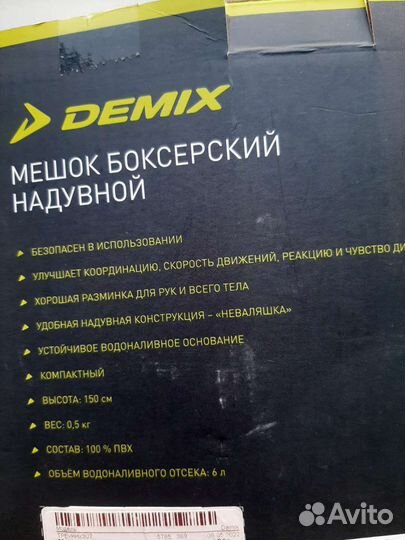 DEMIX
МЕШОК БОКСЕРСКИЙ
НАДУВНОЙ
БЕЗОПАСЕН В ИСПОЛЬЗОВАНИИ
УЛУЧШАЕТ КООРДИНАЦИЮ, СКОРОСТЬ ДВИЖЕНИЙ, РЕАКЦИЮ И ЧУВСТВО ДИ
ХОРОШАЯ РАЗМИНКА ДЛЯ РУК И ВСЕГО ТЕЛА
УДОБНАЯ НАДУВНАЯ КОНСТРУКЦИЯ – «НЕВАЛЯШКА»
УСТОЙЧИВОЕ ВОДОНАЛИВНОЕ ОСНОВАНИЕ
КОМПАКТНЫЙ
ВЫСОТА: 150 см
ВЕС: 0,5 кг
СОСТАВ: 100 % ПВХ
ОБЪЕМ ВОДОНАЛИВНОГО ОТСЕКА: 6 л
Avito